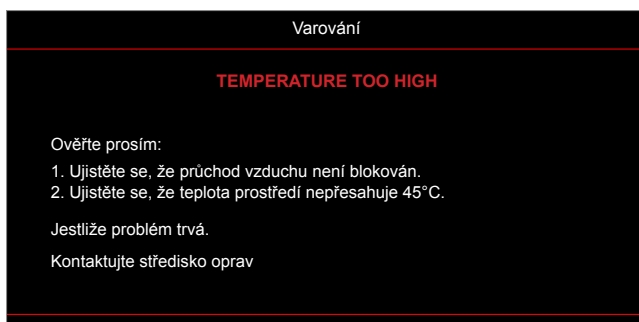 Varování
TEMPERATURE TOO HIGH
Ověřte prosím:
1. Ujistěte se, že průchod vzduchu není blokován.
2. Ujistěte se, že teplota prostředí nepřesahuje 45°C.
Jestliže problém trvá.
Kontaktujte středisko oprav